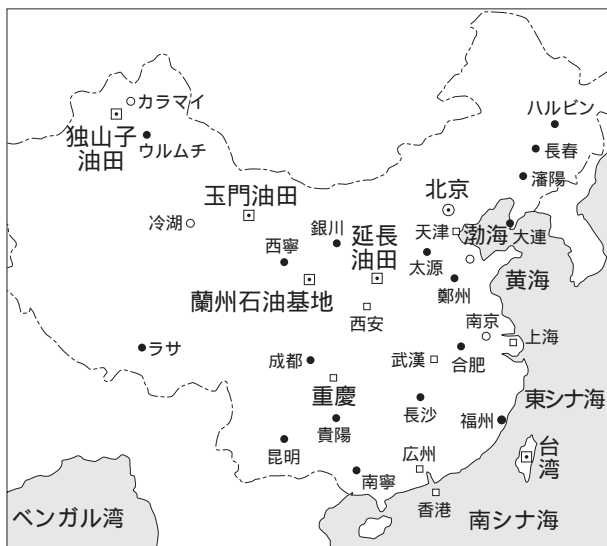 カラマイ
独山子
油田
ウルムチ
ハルビン
長春
瀋陽
玉門油田
北京
冷湖
銀川
延長
油田
天津
渤海
大連
西寧
太源
黄海
蘭州石油基地
鄭州
西安
南京
上海
ラサ
成都
武漢
合肥
重慶
東シナ海
長沙
福州
貴陽
昆明
広州
台
湾
南寧
香港
ベンガル湾
南シナ海